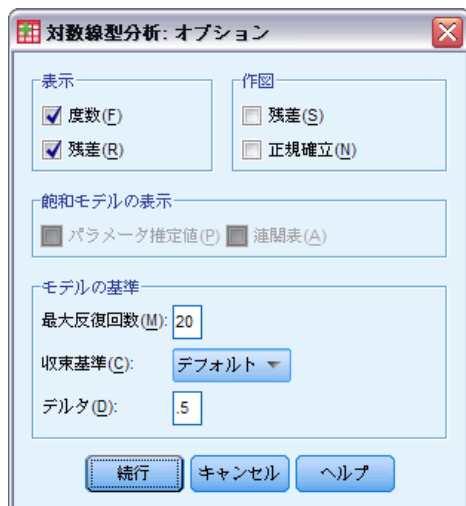 対数線型分析: オプション
表示
度数(F)
残差(R)
作図
残差(S)
正規確立(N)
飽和モデルの表示
パラメータ推定値(P) 連関表(A)
モデルの基準
最大反復回数(M): 20
収束基準(C): デフォルト
デルタ(D): .5
続行 キャンセル ヘルプ